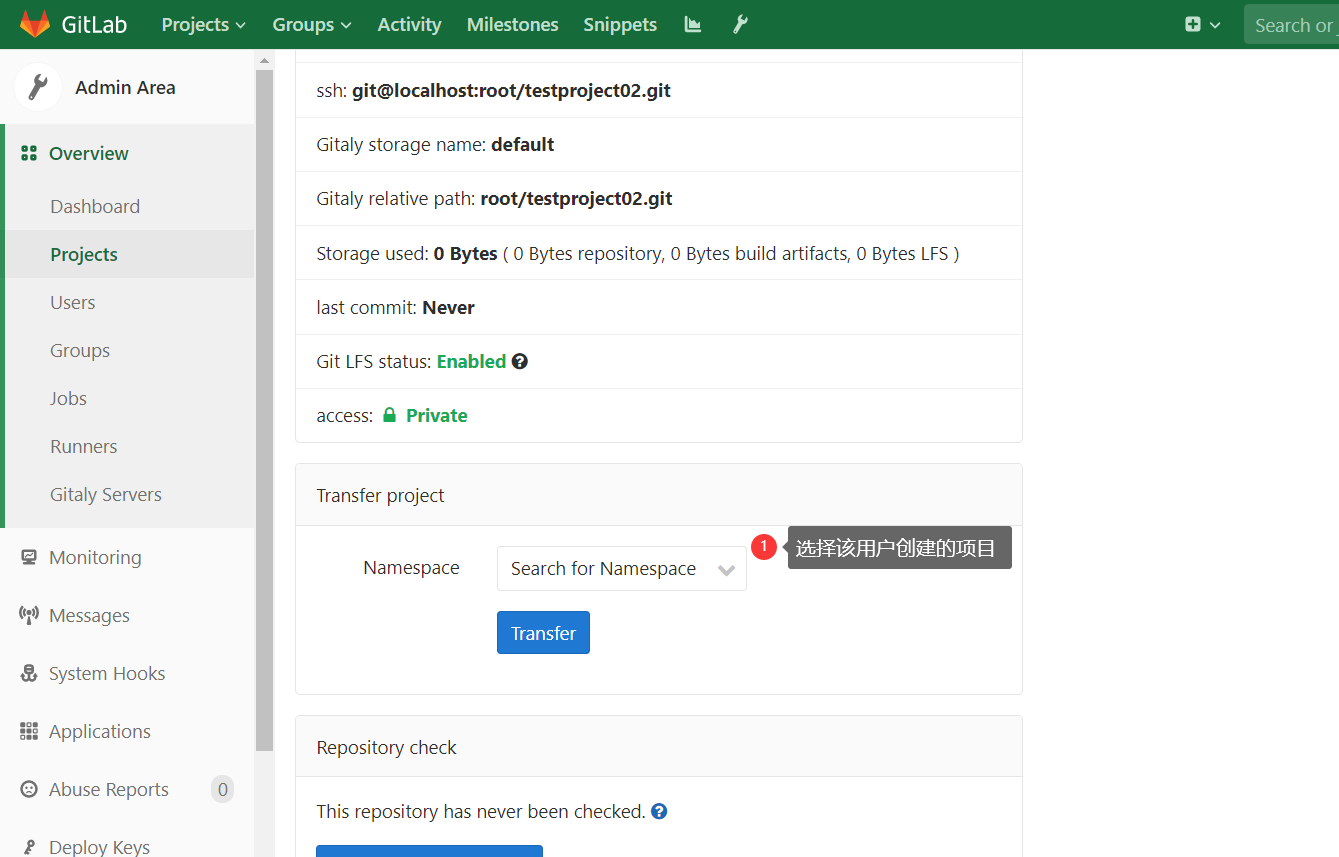 GitLab Projects Groups Activity Milestones Snippets Search or
Admin Area
Overview
Dashboard
Projects
Users
Groups
Jobs
Runners
Gitaly Servers
Monitoring
Messages
System Hooks
Applications
Abuse Reports 0
Deploy Keys
ssh: git@localhost:root/testproject02.git
Gitaly storage name: default
Gitaly relative path: root/testproject02.git
Storage used: 0 Bytes ( 0 Bytes repository, 0 Bytes build artifacts, 0 Bytes LFS )
last commit: Never
Git LFS status: Enabled ?
access: Private
Transfer project
Namespace Search for Namespace
1 选择该用户创建的项目
Transfer
Repository check
This repository has never been checked. ?